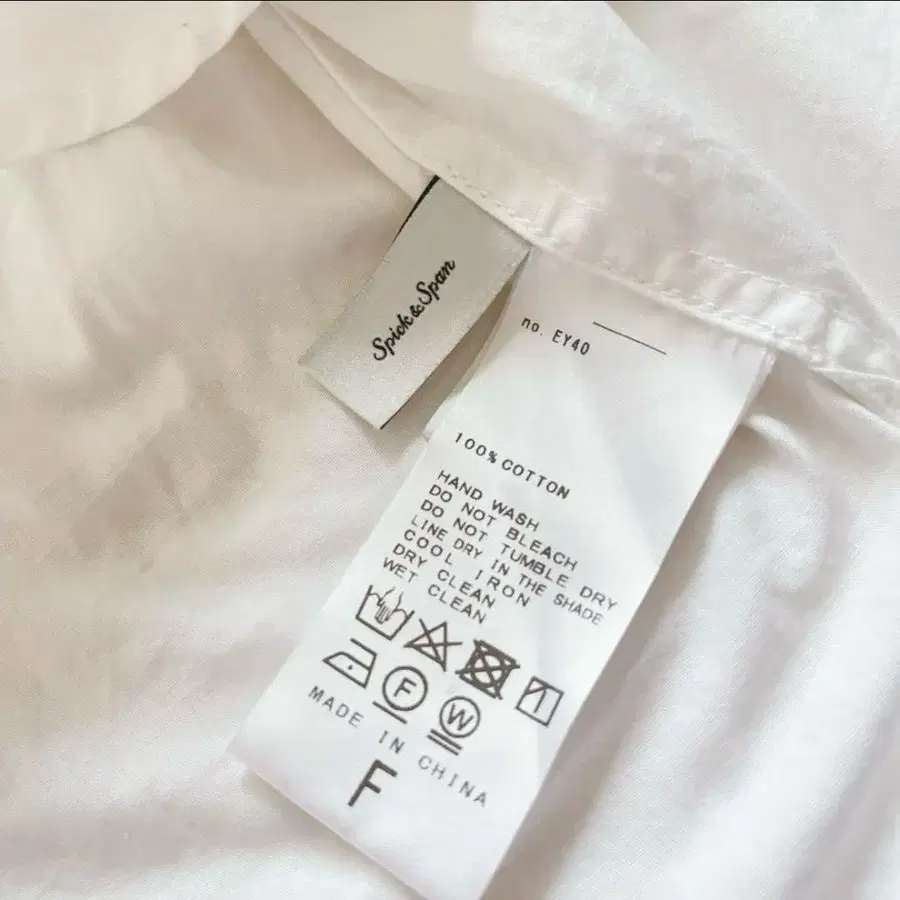 Spick & Span
no. EY40
100% COTTON
HAND WASH
DO NOT BLEACH
DO NOT TUMBLE DRY
LINE DRY IN THE SHADE
COOL IRON
DRY CLEAN
WET CLEAN
F W
MADE IN CHINA
F